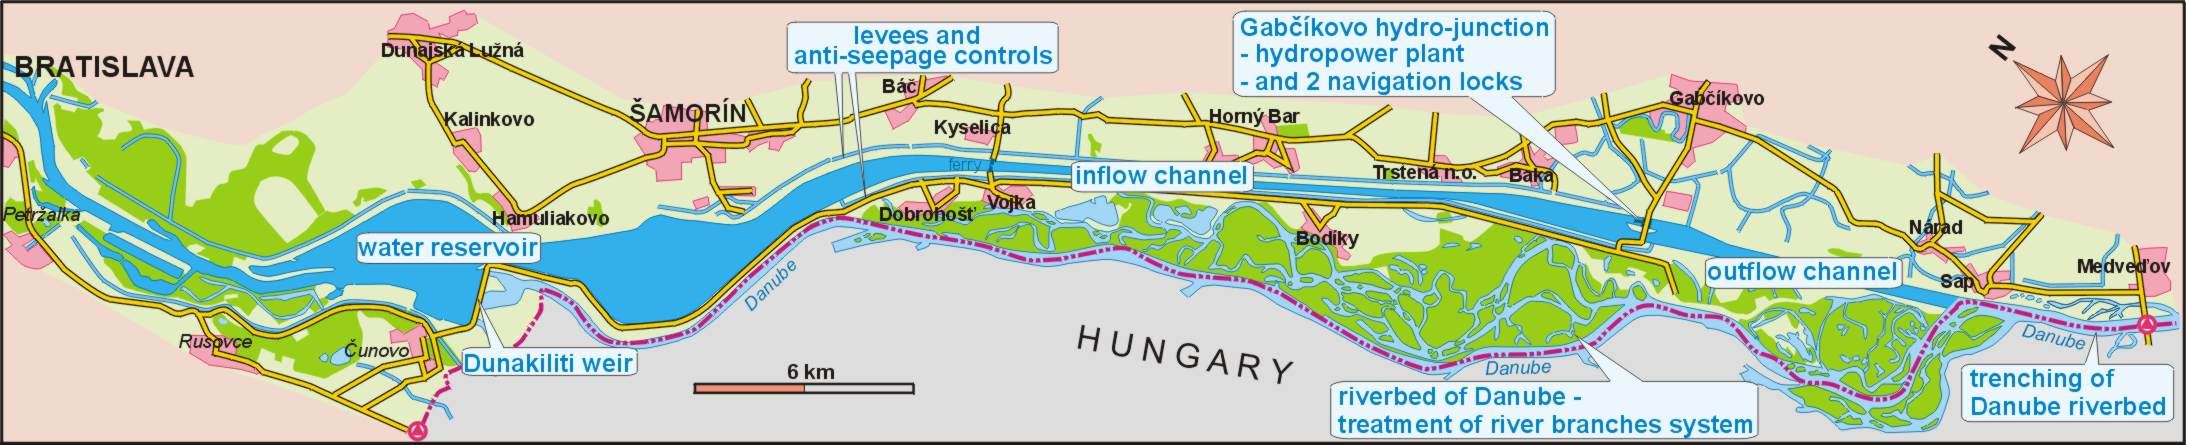 BRATISLAVA
Dunajská Lužná
levees and
anti-seepage controls
Gabčíkovo hydro-junction
- hydropower plant
- and 2 navigation locks
N
Kalinkovo
ŠAMORÍN
Báč
Kyselica
Horný Bar
Gabčíkovo
ferry
inflow channel
Trstená n.o.
Baka
Petržalka
Hamuliakovo
Dobrohošť
Vojka
Bodíky
Nárad
water reservoir
outflow channel
Sap
Medveďov
Danube
Rusovce
Čunovo
Dunakiliti weir
6 km
HUNGARY
Danube
Danube
riverbed of Danube -
treatment of river branches system
trenching of
Danube riverbed